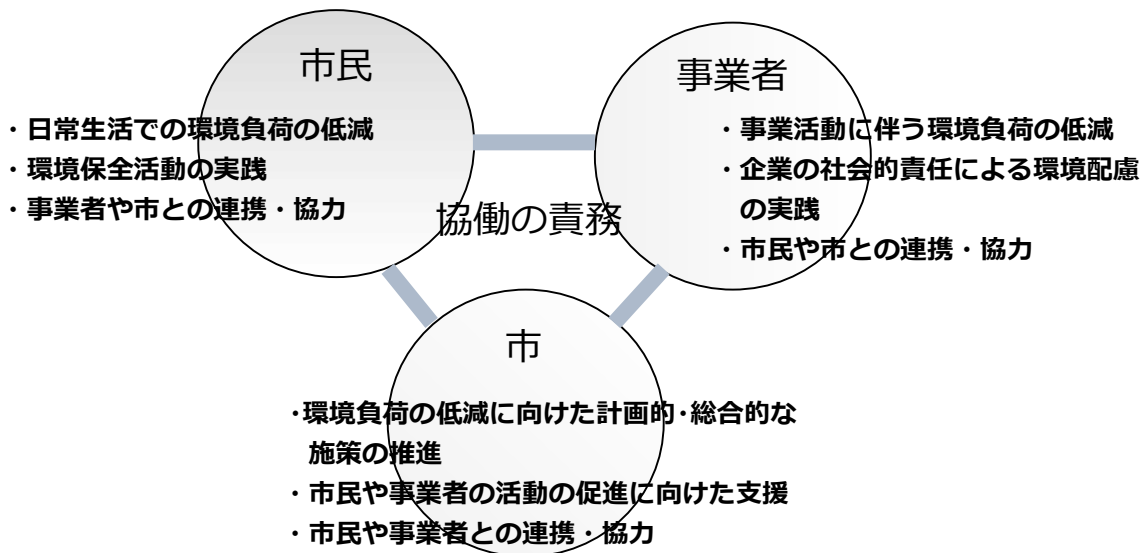 市民
・日常生活での環境負荷の低減
・環境保全活動の実践
・事業者や市との連携・協力
事業者
・事業活動に伴う環境負荷の低減
・企業の社会的責任による環境配慮
の実践
・市民や市との連携・協力
協働の責務
市
・環境負荷の低減に向けた計画的・総合的な
施策の推進
・市民や事業者の活動の促進に向けた支援
・市民や事業者との連携・協力